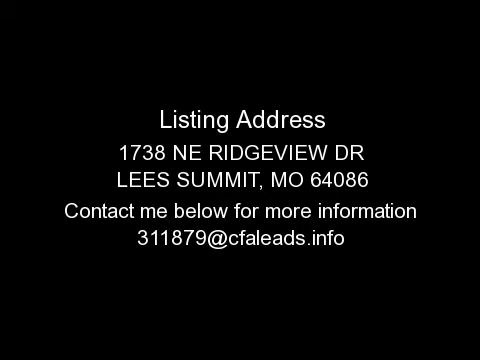 Listing Address
1738 NE RIDGEVIEW DR
LEES SUMMIT, MO 64086
Contact me below for more information
311879@cfaleads.info